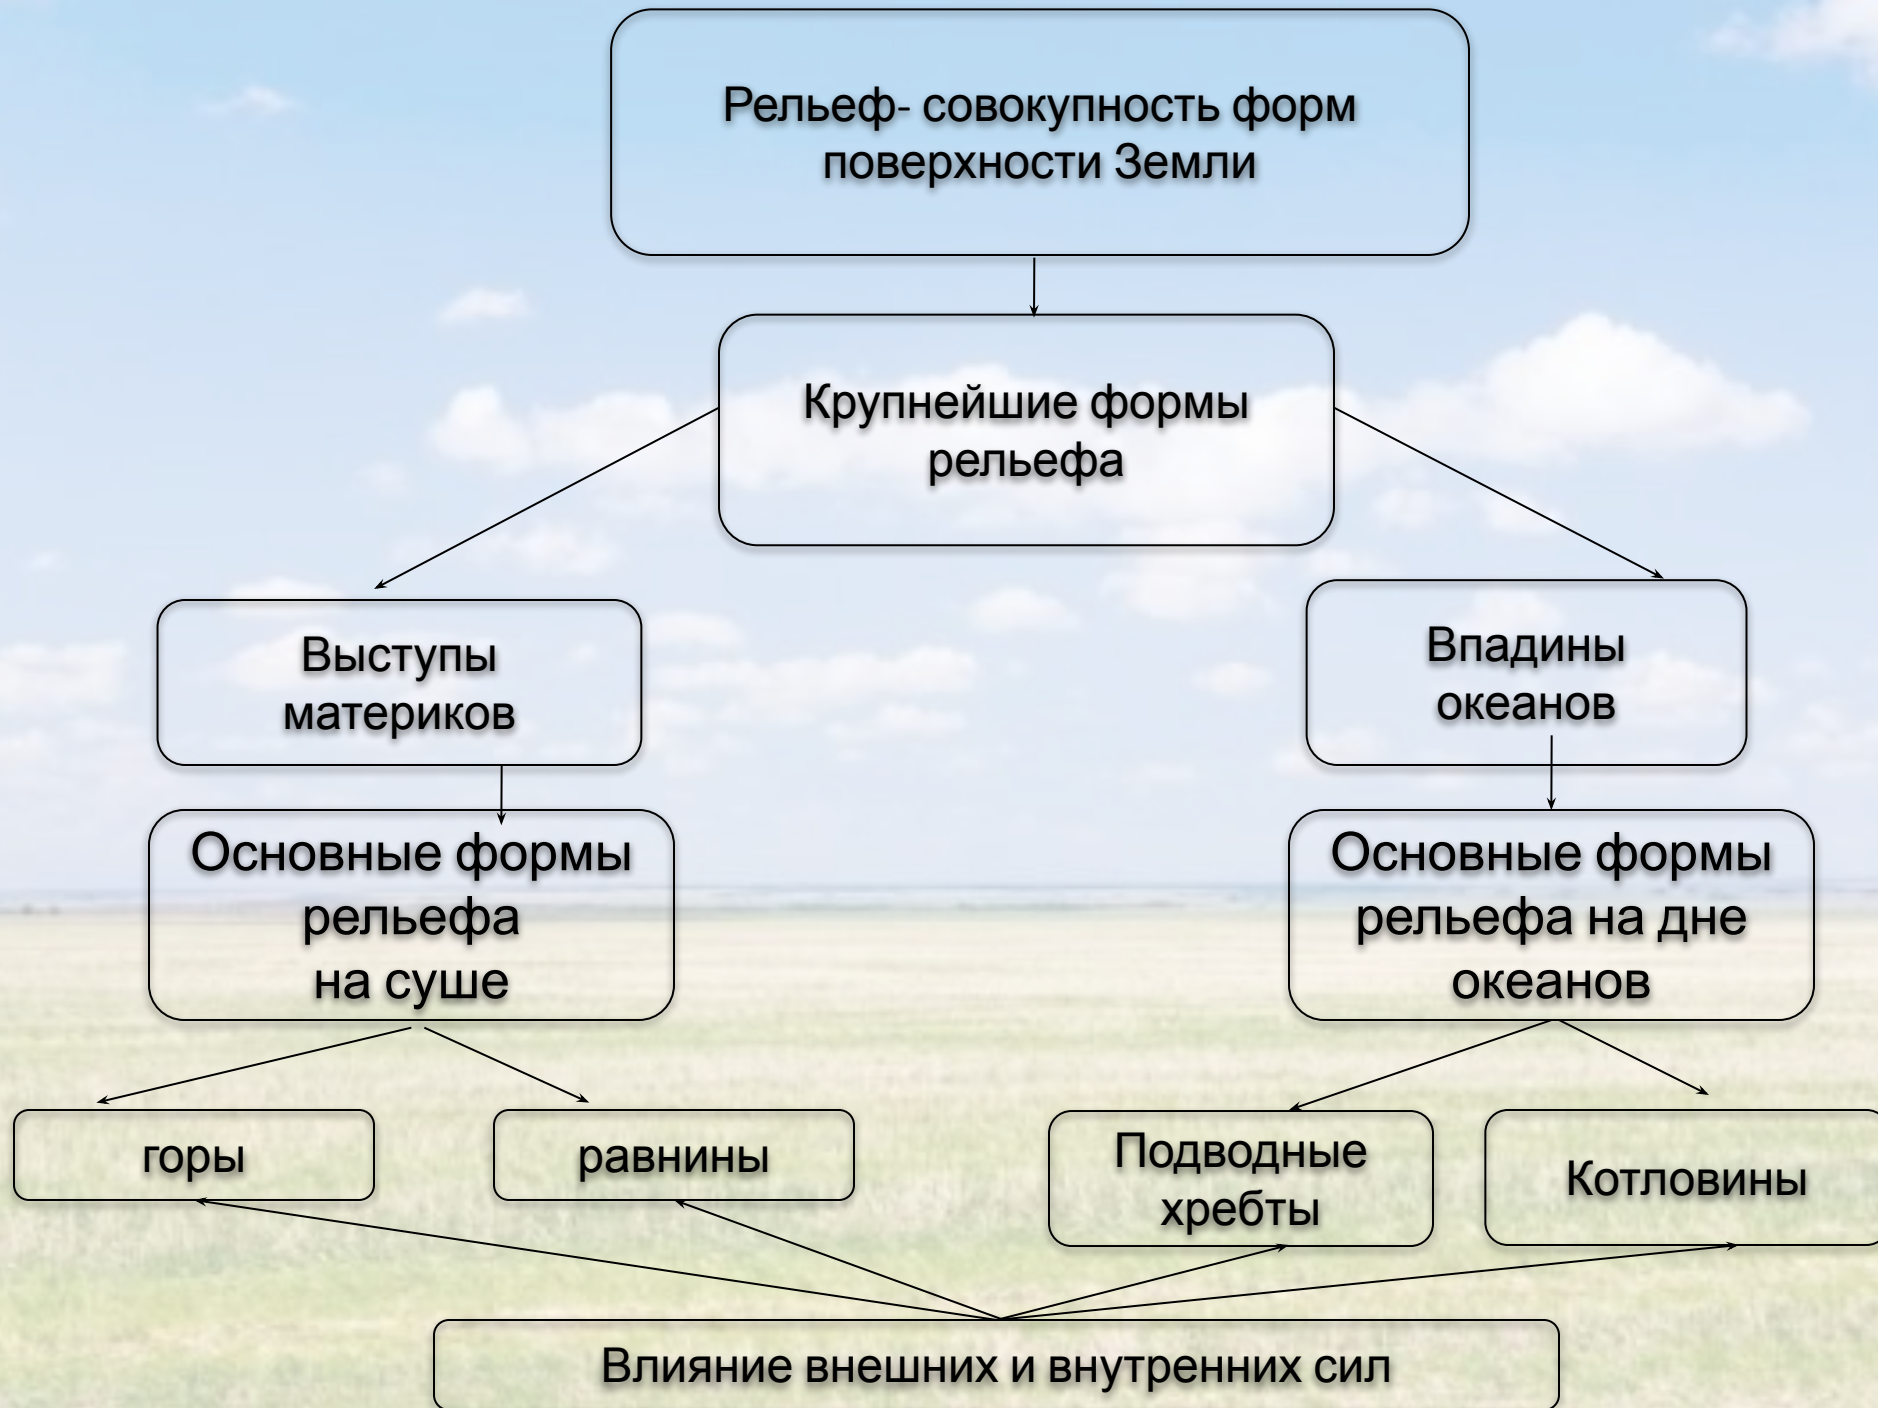 Рельеф- совокупность форм
поверхности Земли
Крупнейшие формы
рельефа
Выступы
материков
Впадины
океанов
Основные формы
рельефа
на суше
Основные формы
рельефа на дне
океанов
горы
равнины
Подводные
хребты
Котловины
Влияние внешних и внутренних сил